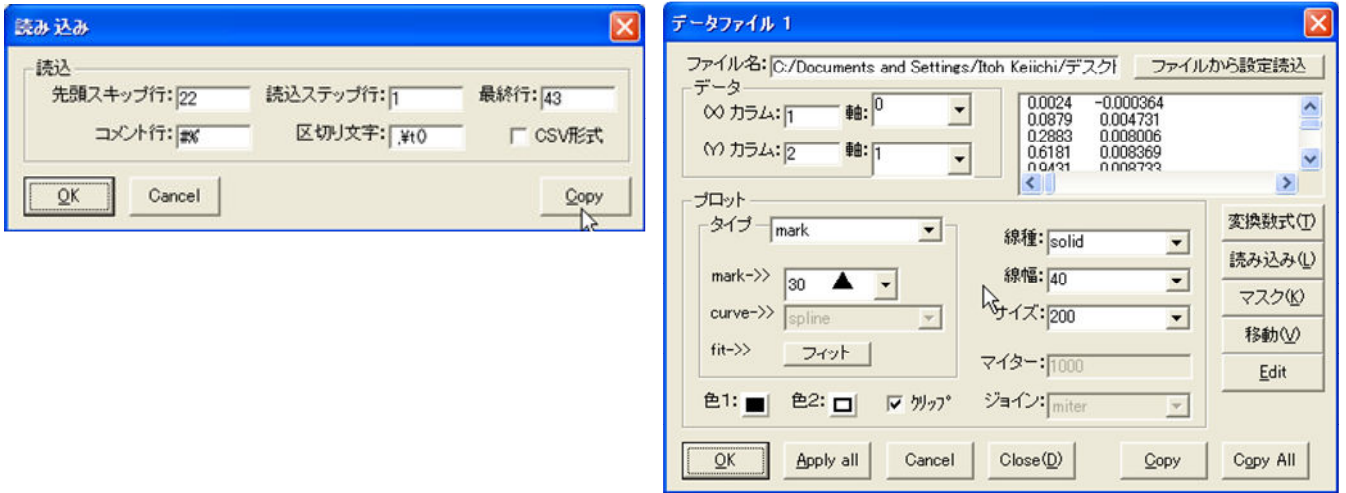 読み込み
読込
先頭スキップ行: 22 読込ステップ行: 1 最終行: 43
コメント行: #%' 区切り文字: ,¥t() CSV形式
OK Cancel Copy
データファイル 1
ファイル名: C:/Documents and Settings/Itoh Keiichi/デスクト ファイルから設定読込
データ
(X) カラム: 1 軸: 0
(Y) カラム: 2 軸: 1
0.0024 -0.000364
0.0879 0.004731
0.2883 0.008006
0.6181 0.008369
0.9431 0.008733
プロット
タイプ mark
mark->> 30
curve->> spline
fit->> フィット
線種: solid
線幅: 40
サイズ: 200
マイター: 1000
ジョイン: miter
色1: 色2: クリップ
変換数式(T)
読み込み(L)
マスク(K)
移動(V)
Edit
OK Apply all Cancel Close(D) Copy Copy All